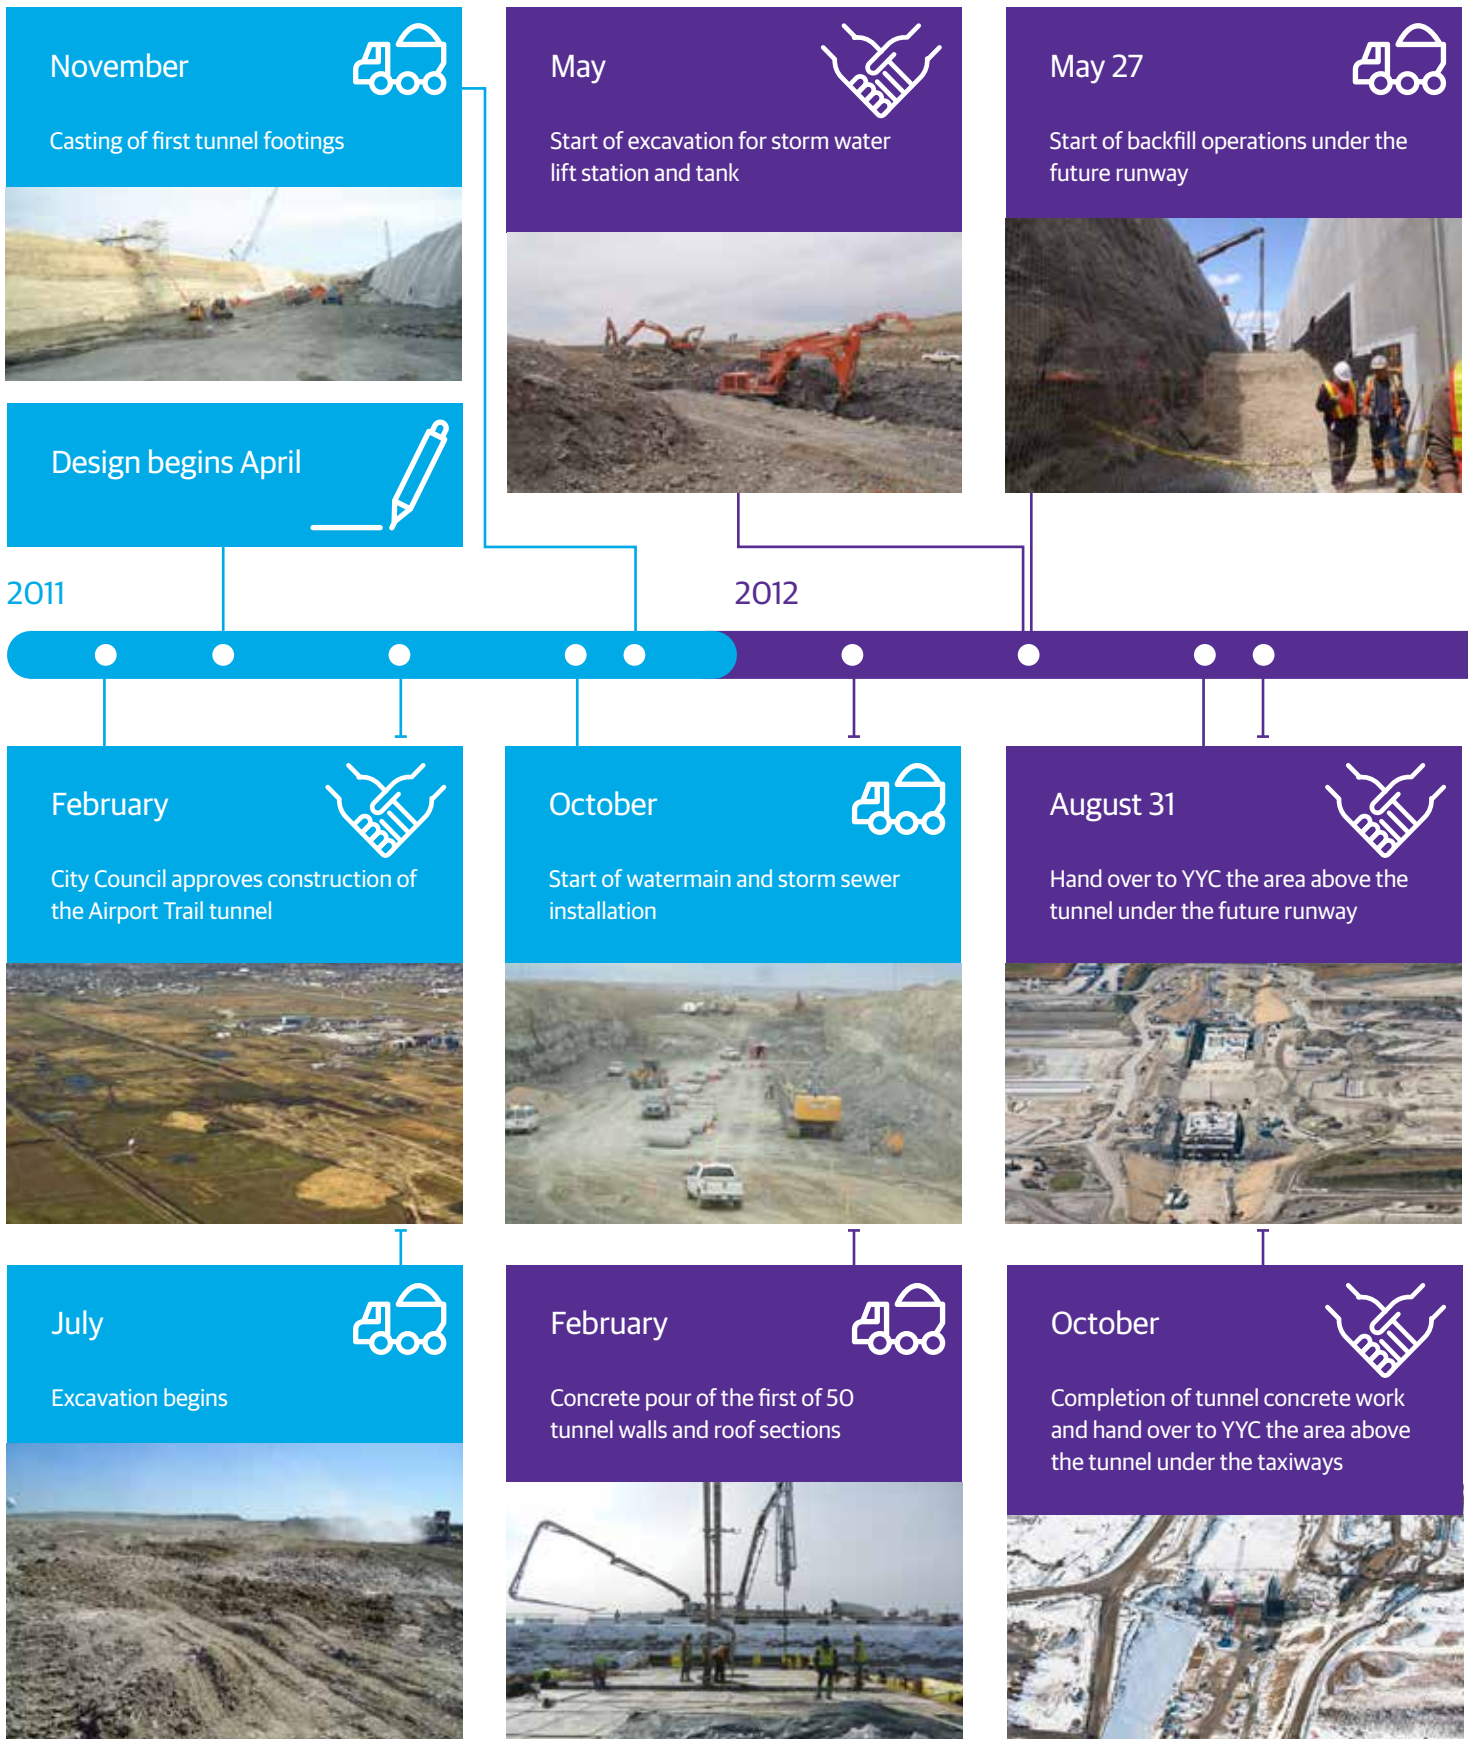 November
Casting of first tunnel footings
May
Start of excavation for storm water
lift station and tank
May 27
Start of backfill operations under the
future runway
Design begins April
2011
2012
February
City Council approves construction of
the Airport Trail tunnel
October
Start of watermain and storm sewer
installation
August 31
Hand over to YYC the area above the
tunnel under the future runway
July
Excavation begins
February
Concrete pour of the first of 50
tunnel walls and roof sections
October
Completion of tunnel concrete work
and hand over to YYC the area above
the tunnel under the taxiways